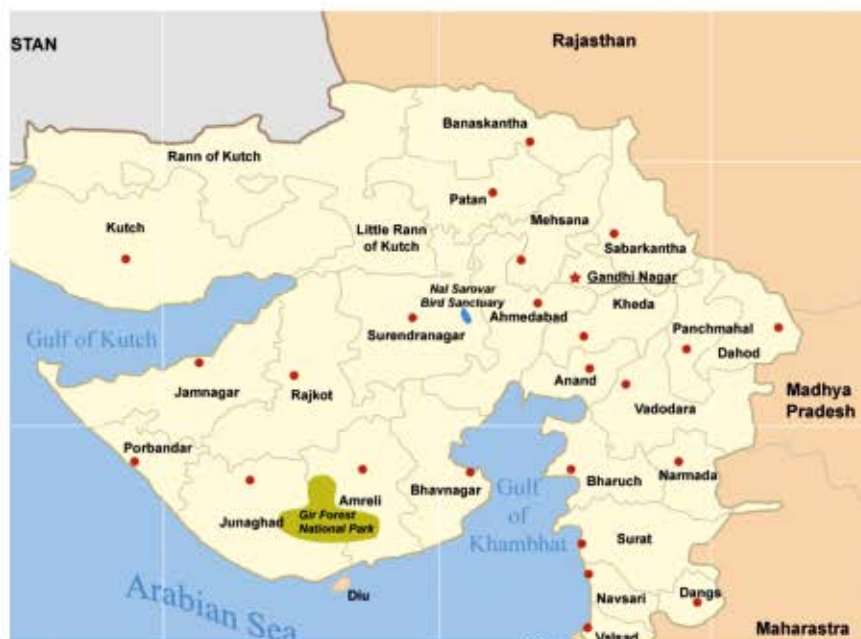 STAN
Rajasthan
Banaskantha
Rann of Kutch
Patan
Mehsana
Kutch
Little Rann
of Kutch
Sabarkantha
Gandhi Nagar
Nal Sarovar
Bird Sanctuary
Kheda
Ahmedabad
Gulf of Kutch
Surendranagar
Panchmahal
Dahod
Anand
Jamnagar
Rajkot
Vadodara
Madhya
Pradesh
Porbandar
Bharuch
Narmada
Bhavnagar
Amreli
Gulf
of
Khambhat
Junaghad
Gir Forest
National Park
Surat
Arabian Sea
Diu
Navsari
Dangs
Maharastra
Valsad